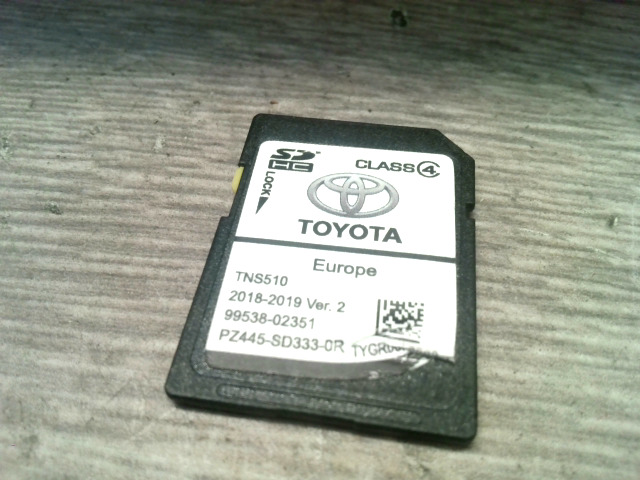 SD HC
CLASS 4
LOCK
TOYOTA
Europe
TNS510
2018-2019 Ver. 2
99538-02351
PZ445-SD333-0R